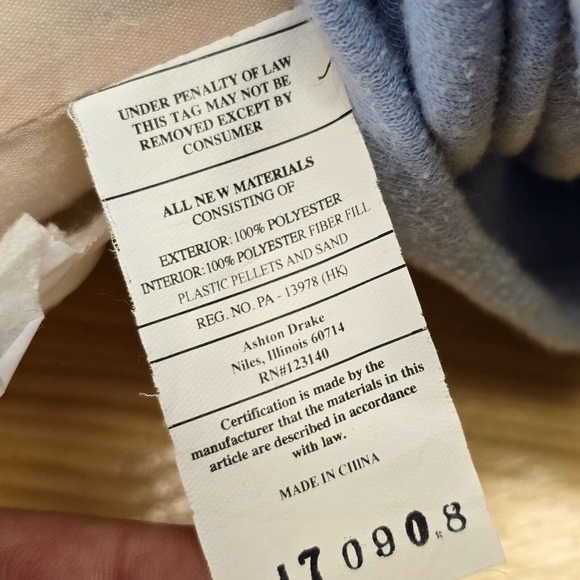 UNDER PENALTY OF LAW
THIS TAG MAY NOT BE
REMOVED EXCEPT BY
CONSUMER
ALL NEW MATERIALS
CONSISTING OF
EXTERIOR: 100% POLYESTER
INTERIOR: 100% POLYESTER FIBER FILL
PLASTIC PELLETS AND SAND
REG. NO. PA - 13978 (HK)
Ashton Drake
Niles, Illinois 60714
RN#123140
Certification is made by the
manufacturer that the materials in this
article are described in accordance
with law.
MADE IN CHINA